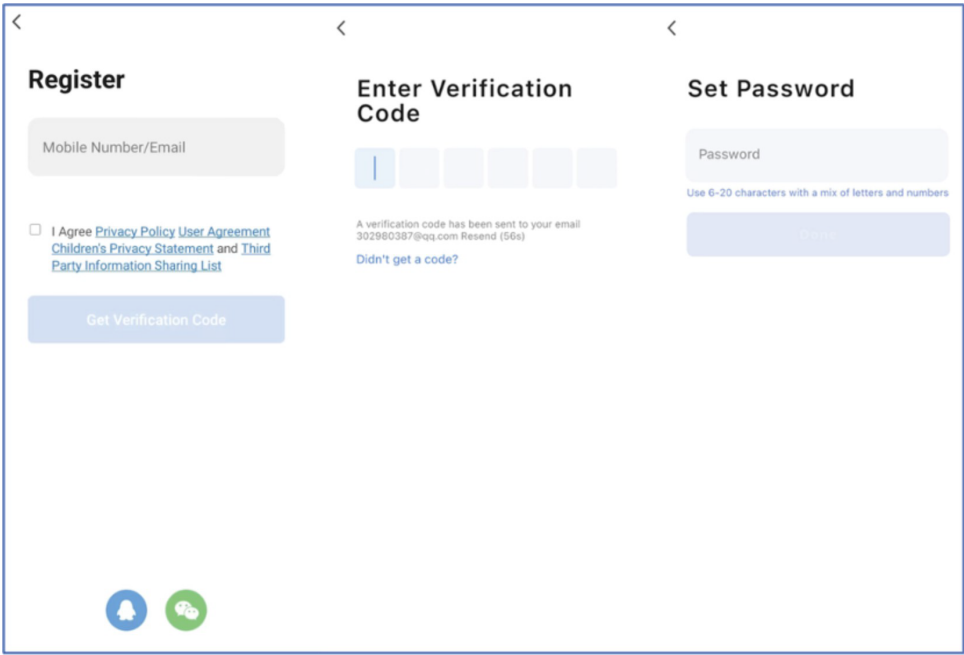 Register
Mobile Number/Email
I Agree Privacy Policy User Agreement
Children's Privacy Statement and Third
Party Information Sharing List
Get Verification Code
Enter Verification
Code
A verification code has been sent to your email
302980387@qq.com Resend (56s)
Didn't get a code?
Set Password
Password
Use 6-20 characters with a mix of letters and numbers